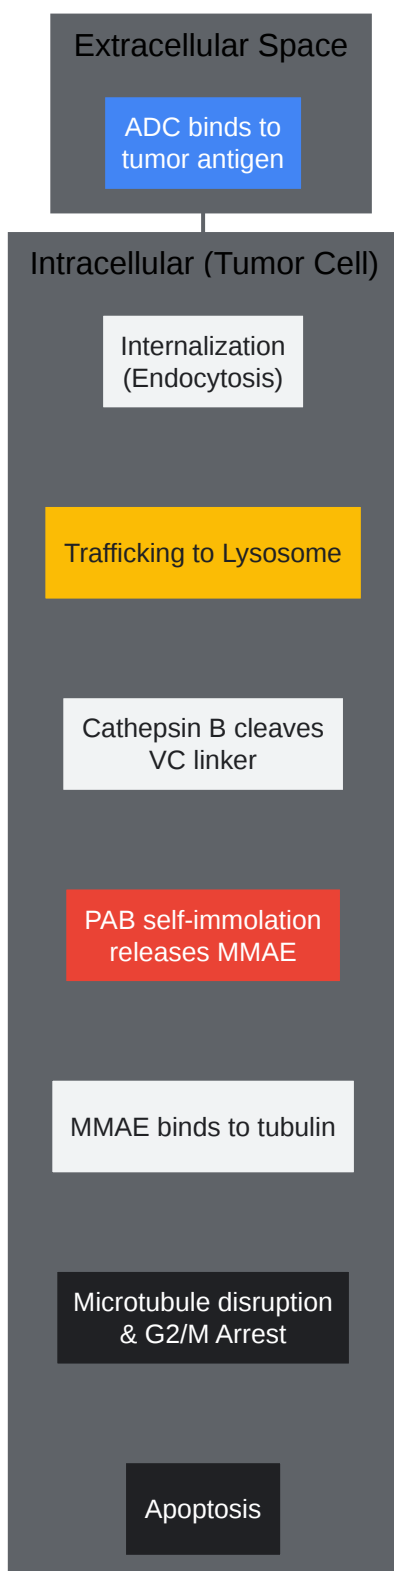 Extracellular Space
ADC binds to
tumor antigen
Intracellular (Tumor Cell)
Internalization
(Endocytosis)
Trafficking to Lysosome
Cathepsin B cleaves
VC linker
PAB self-immolation
releases MMAE
MMAE binds to tubulin
Microtubule disruption
& G2/M Arrest
Apoptosis